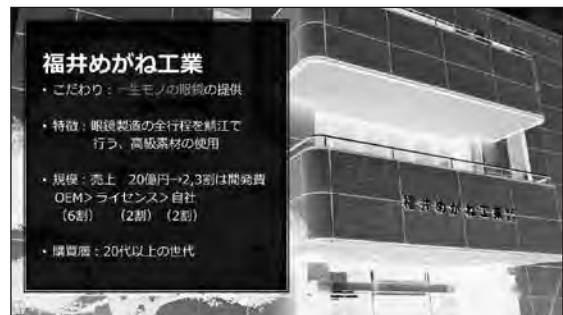 福井めがね工業
・こだわり：一生モノの眼鏡の提供
・特徴：眼鏡製造の全行程を鯖江で
行う、高級素材の使用
・規模：売上 20億円→2,3割は開発費
OEM＞ライセンス＞自社
（6割） （2割）（2割）
・購買層：20代以上の世代
福井めがね工業